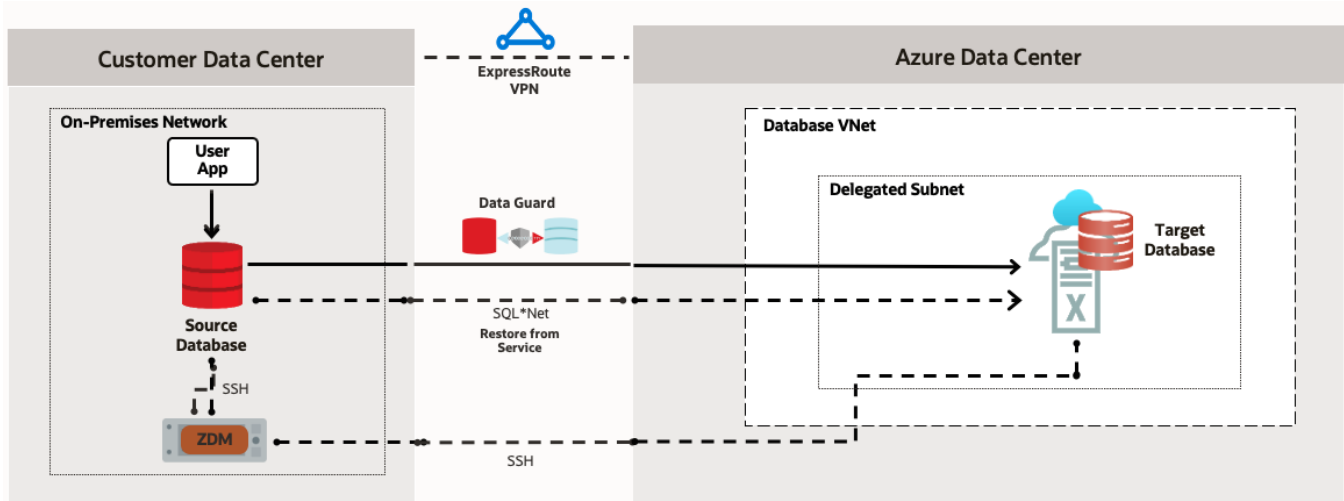 Customer Data Center
ExpressRoute
VPN
Azure Data Center
On-Premises Network
User
App
Database VNet
Delegated Subnet
Data Guard
Target
Database
SQL*Net
Restore from
Service
Source
Database
SSH
X
ZDM
SSH